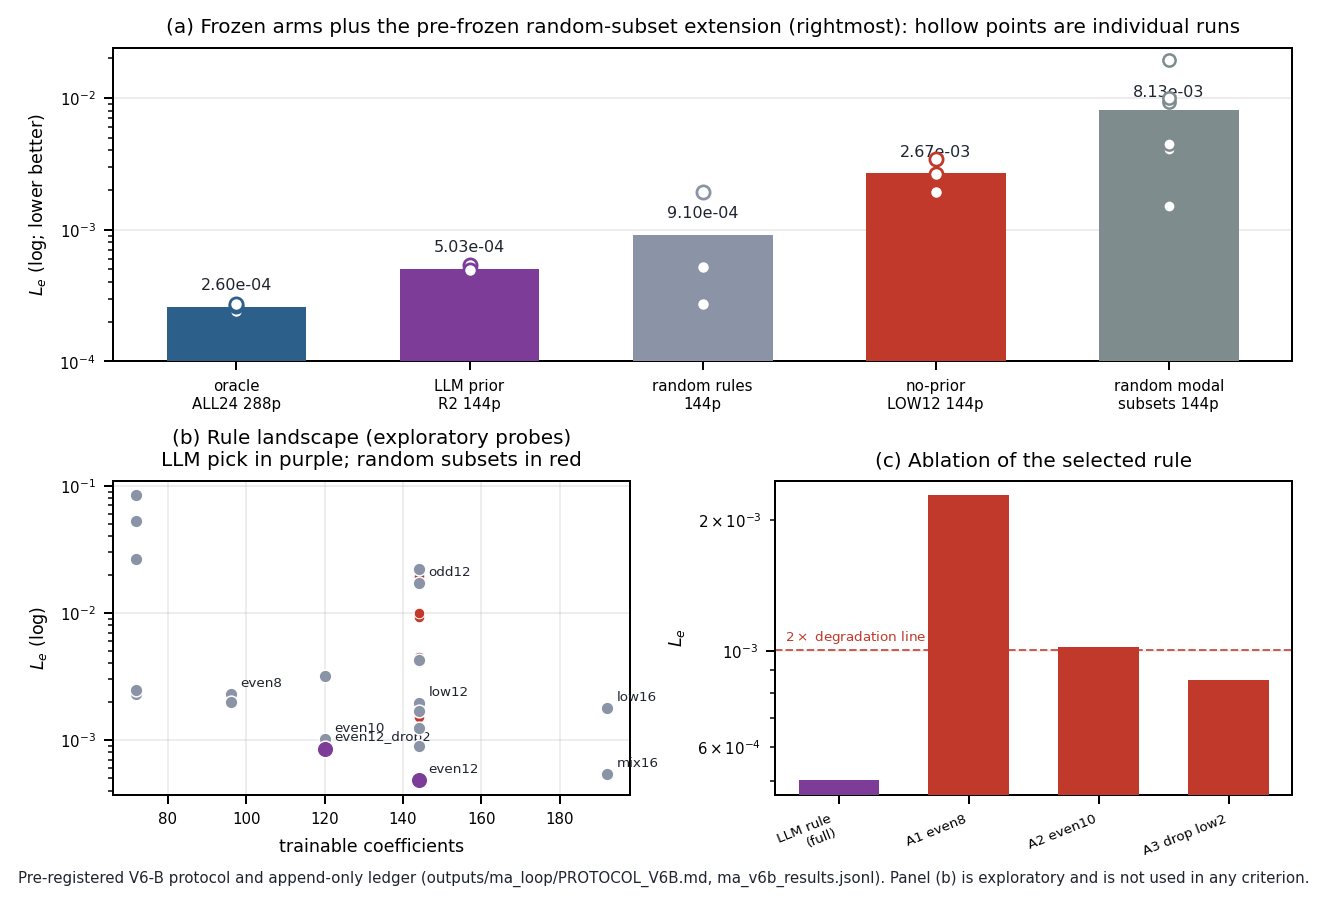 (a) Frozen arms plus the pre-frozen random-subset extension (rightmost): hollow points are individual runs
Lₑ (log; lower better)
10⁻²
10⁻³
10⁻⁴
2.60e-04
5.03e-04
9.10e-04
2.67e-03
8.13e-03
oracle
ALL24 288p
LLM prior
R2 144p
random rules
144p
no-prior
LOW12 144p
random modal
subsets 144p
(b) Rule landscape (exploratory probes)
LLM pick in purple; random subsets in red
Lₑ (log)
10⁻¹
10⁻²
10⁻³
odd12
even8
low12
low16
even10
even12_drop2
even12
mix16
80 100 120 140 160 180
trainable coefficients
(c) Ablation of the selected rule
Lₑ
2 × 10⁻³
10⁻³
6 × 10⁻⁴
2× degradation line
LLM rule
(full)
A1 even8
A2 even10
A3 drop low2
Pre-registered V6-B protocol and append-only ledger (outputs/ma_loop/PROTOCOL_V6B.md, ma_v6b_results.jsonl). Panel (b) is exploratory and is not used in any criterion.